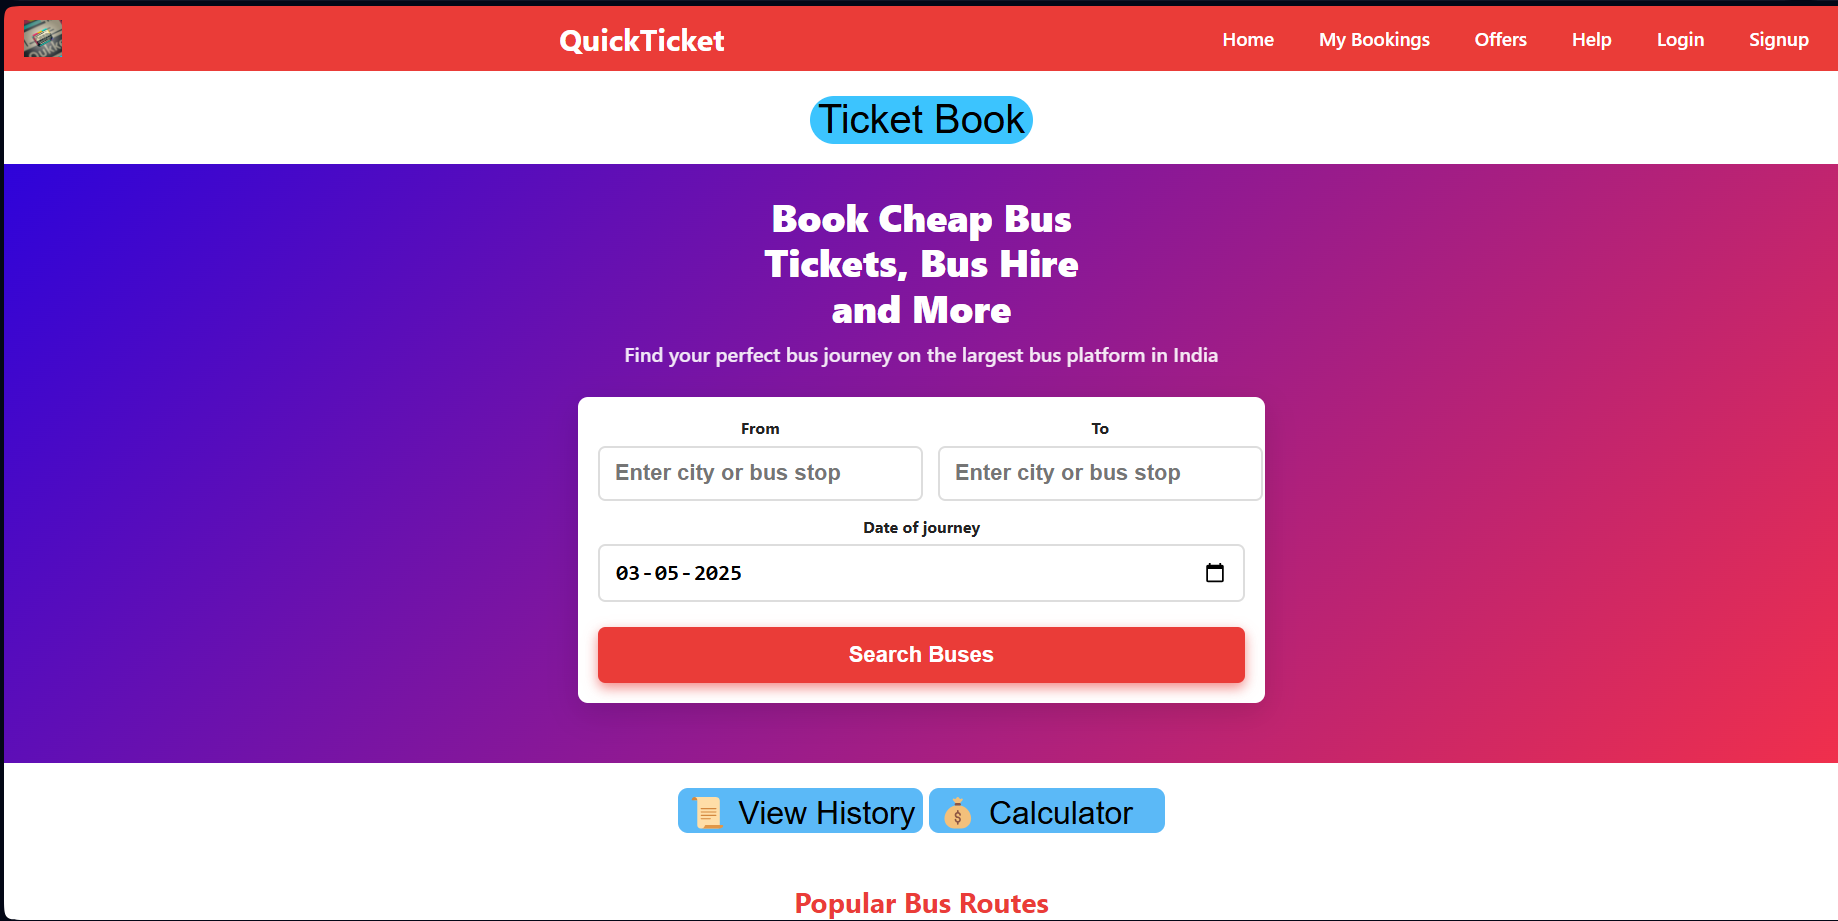 QuickTicket
Home
My Bookings
Offers
Help
Login
Signup
Ticket Book
Book Cheap Bus
Tickets, Bus Hire
and More
Find your perfect bus journey on the largest bus platform in India
From
To
Enter city or bus stop
Enter city or bus stop
Date of journey
03-05-2025
Search Buses
View History
Calculator
Popular Bus Routes